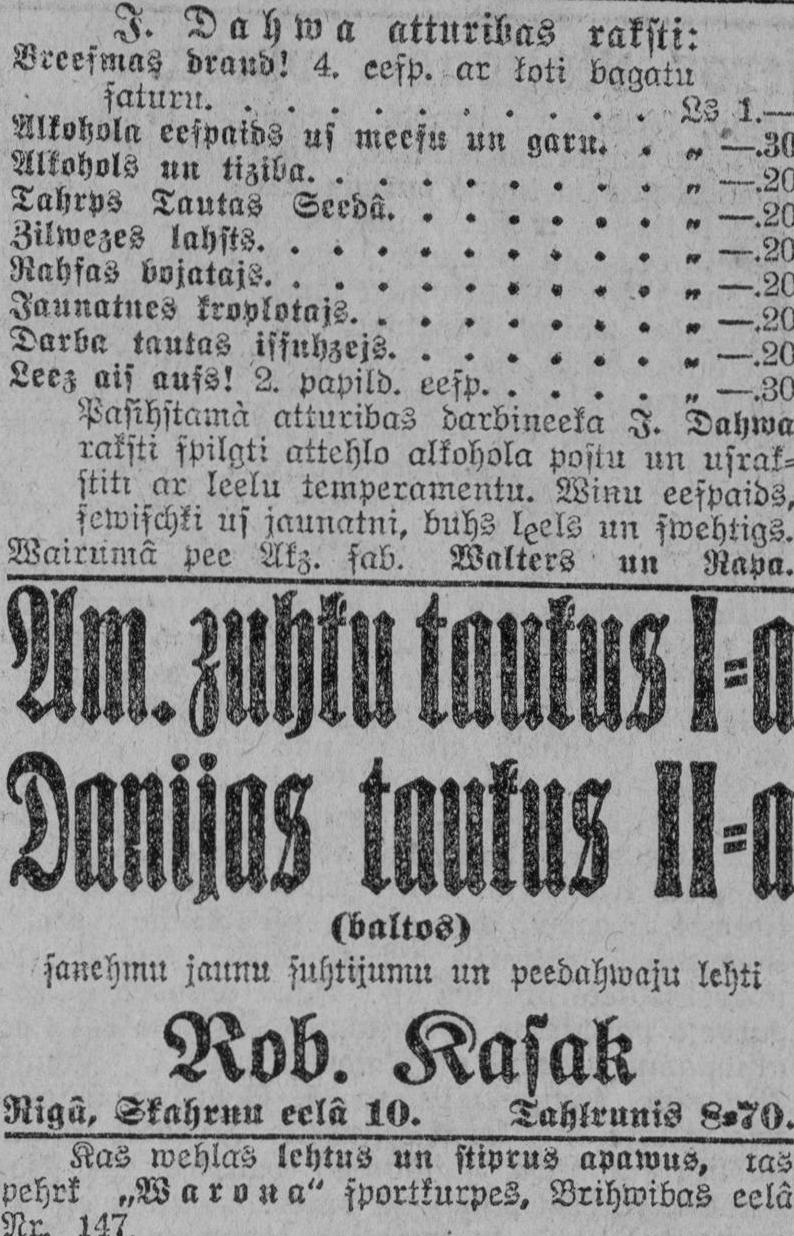 J. Dahwa atturibas raksti:
Breesmas draud! 4. eesp. ar ļoti bagatu
saturu. . . . . . . . . . . Ls 1.—
Alkohola eespaids uſ meesu un garu. . „ —.30
Alkohols un tiziba. . . . . . . . . „ —.20
Tahrps Tautas Seedâ. . . . . . . . „ —.20
Zilwezes lahsts. . . . . . . . . . „ —.20
Rahsas bojatajs. . . . . . . . . . „ —.20
Jaunatnes kroplotajs. . . . . . . . „ —.20
Darba tautas iſsuhzejs. . . . . . . „ —.20
Leez aiſ auss! 2. papild. eesp. . . . . „ —.30
Paſihstamà atturibas darbineeka J. Dahwa
raksti spilgti attehlo alkohola postu un uſrak=
stiti ar leelu temperamentu. Winu eespaids,
sewischki uſ jaunatni, buhs leels un swehtigs.
Wairumâ pee Akz. sab. Walters un Rapa.
Am. zuhku taukus I=a
Danijas taukus II=a
(baltos)
sanehmu jaunu suhtijumu un peedahwaju lehti
Rob. Kaſak
Rigâ, Skahrnu eelâ 10. Tahlrunis 8=70.
Kas wehlas lehtus un stiprus apawus, tas
pehrk „Warona“ sportkurpes, Brihwibas eelâ
Nr. 147